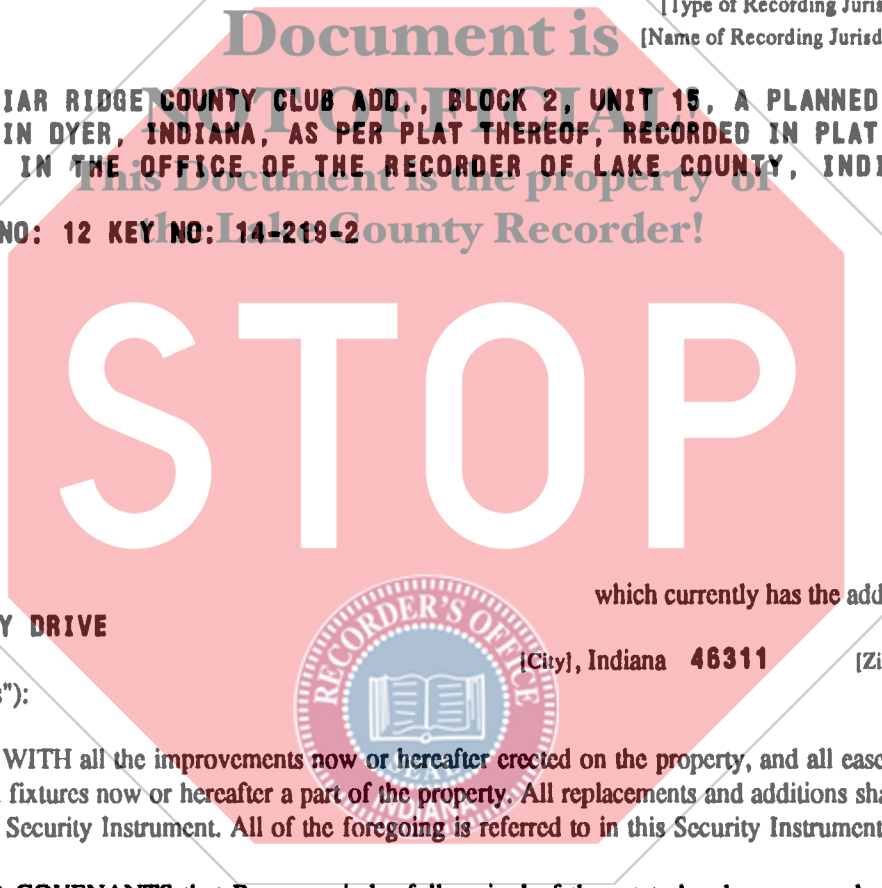 [Type of Recording Juris
Document is
[Name of Recording Jurisd
NOT OFFICIAL!
IAR RIDGE COUNTY CLUB ADD., BLOCK 2, UNIT 15, A PLANNED
IN DYER, INDIANA, AS PER PLAT THEREOF, RECORDED IN PLAT
IN THE OFFICE OF THE RECORDER OF LAKE COUNTY, INDI
This Document is the property of
NO: 12 KEY NO: 14-219-2
the Lake County Recorder!
STOP
which currently has the add
Y DRIVE
[City], Indiana 46311 [Zi
s"):
RECORDER'S OFFICE
SEAL
INDIANA
WITH all the improvements now or hereafter erected on the property, and all ease
fixtures now or hereafter a part of the property. All replacements and additions sha
Security Instrument. All of the foregoing is referred to in this Security Instrument
COVENANTS that